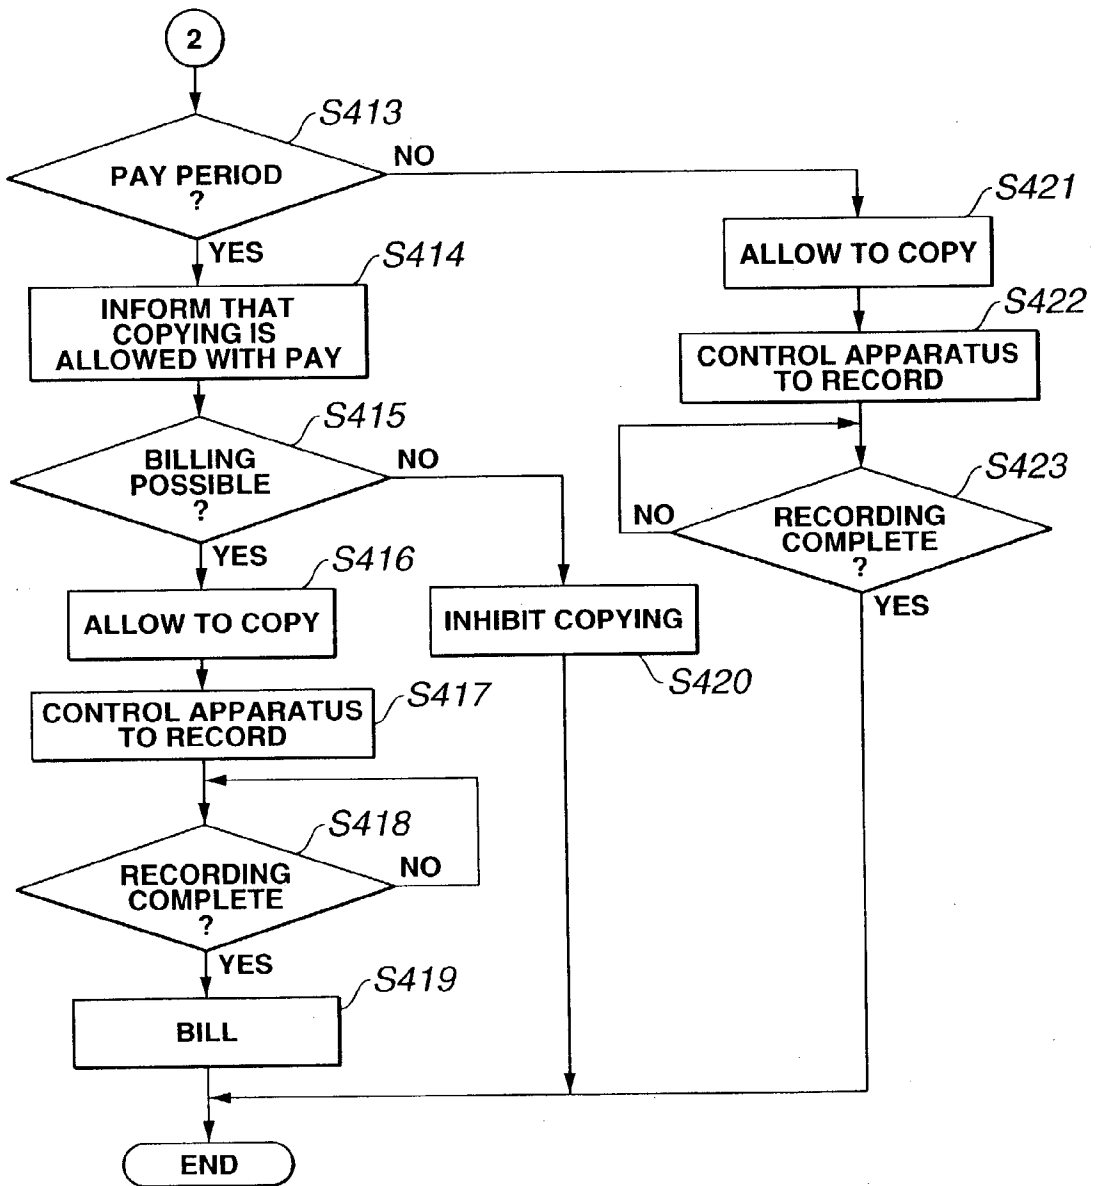 2
S413
PAY PERIOD
?
NO
YES
S421
ALLOW TO COPY
S414
INFORM THAT
COPYING IS
ALLOWED WITH PAY
S422
CONTROL APPARATUS
TO RECORD
S415
BILLING
POSSIBLE
?
NO
YES
S423
RECORDING
COMPLETE
?
NO
YES
S416
ALLOW TO COPY
INHIBIT COPYING
S420
S417
CONTROL APPARATUS
TO RECORD
S418
RECORDING
COMPLETE
?
NO
YES
S419
BILL
END